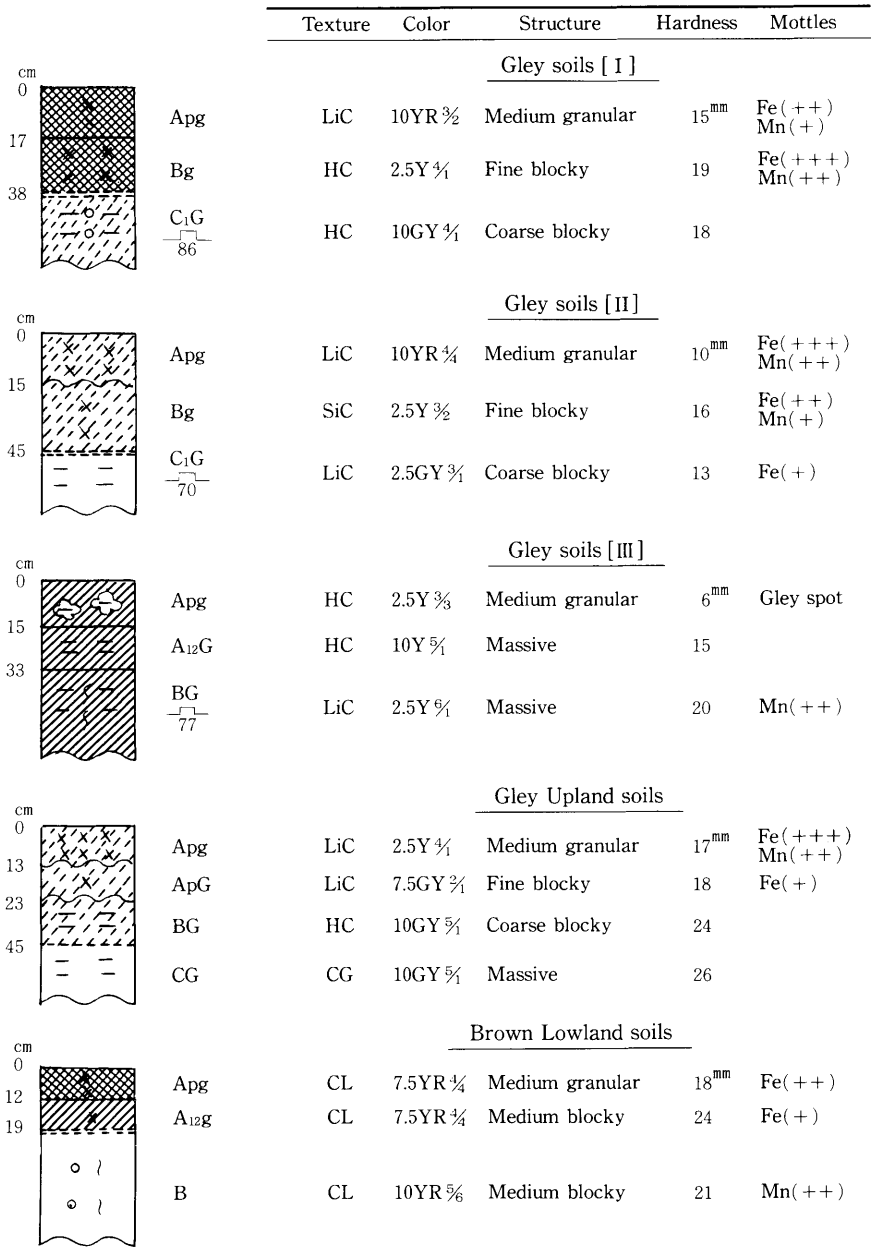 Texture Color Structure Hardness Mottles
Gley soils [I]
cm
0
17
38
Apg LiC 10YR 3/2 Medium granular 15mm Fe(++) Mn(+)
Bg HC 2.5Y 4/1 Fine blocky 19 Fe(+++) Mn(++)
C1G 86 HC 10GY 4/1 Coarse blocky 18
Gley soils [II]
cm
0
15
45
Apg LiC 10YR 4/4 Medium granular 10mm Fe(+++) Mn(++)
Bg SiC 2.5Y 3/2 Fine blocky 16 Fe(++) Mn(+)
C1G 70 LiC 2.5GY 3/1 Coarse blocky 13 Fe(+)
Gley soils [III]
cm
0
15
33
Apg HC 2.5Y 3/3 Medium granular 6mm Gley spot
A12G HC 10Y 5/1 Massive 15
BG 77 LiC 2.5Y 6/1 Massive 20 Mn(++)
Gley Upland soils
cm
0
13
23
45
Apg LiC 2.5Y 4/1 Medium granular 17mm Fe(+++) Mn(++)
ApG LiC 7.5GY Fine blocky 18 Fe(+)
BG HC 10GY 5/1 Coarse blocky 24
CG CG 10GY 5/1 Massive 26
Brown Lowland soils
cm
0
12
19
Apg CL 7.5YR 4/4 Medium granular 18mm Fe(++)
A12g CL 7.5YR 4/4 Medium blocky 24 Fe(+)
B CL 10YR 5/6 Medium blocky 21 Mn(++)